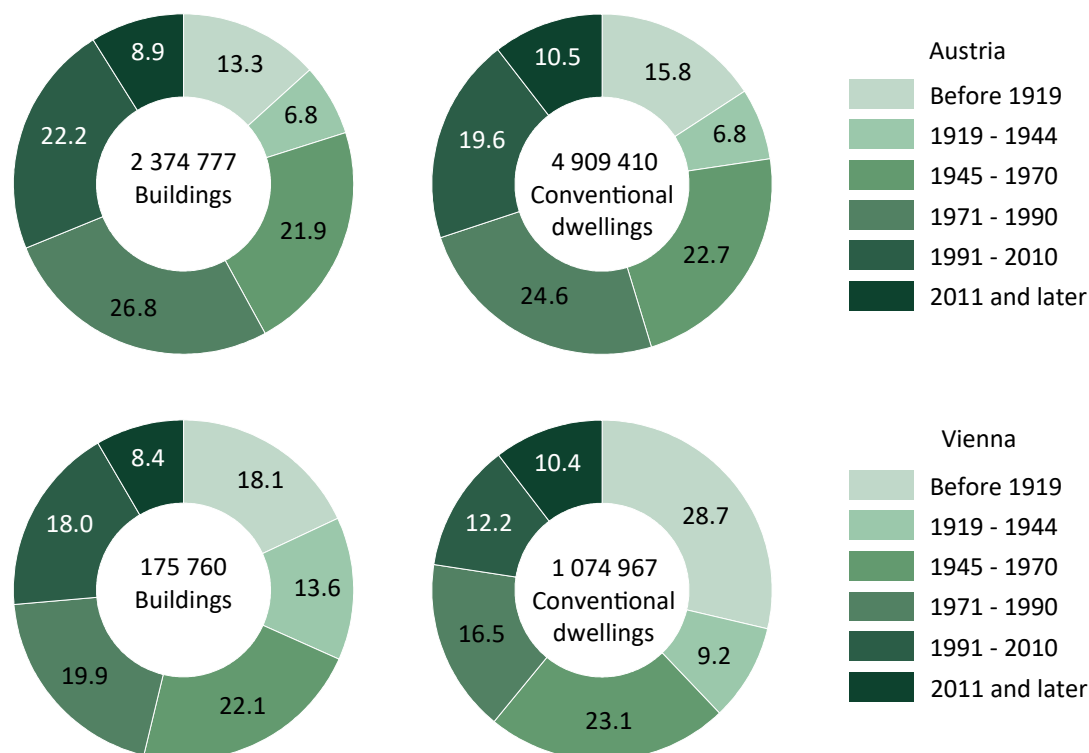 8.9
13.3
6.8
22.2
21.9
26.8
2 374 777
Buildings
10.5
15.8
6.8
19.6
22.7
24.6
4 909 410
Conventional
dwellings
Austria
Before 1919
1919 - 1944
1945 - 1970
1971 - 1990
1991 - 2010
2011 and later
8.4
18.1
18.0
13.6
19.9
22.1
175 760
Buildings
10.4
28.7
12.2
16.5
9.2
23.1
1 074 967
Conventional
dwellings
Vienna
Before 1919
1919 - 1944
1945 - 1970
1971 - 1990
1991 - 2010
2011 and later